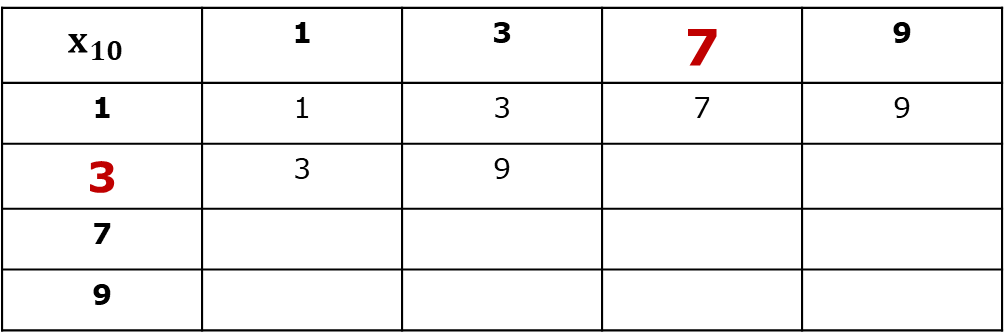 x₁₀ 1 3 7 9
1 1 3 7 9
3 3 9
7
9